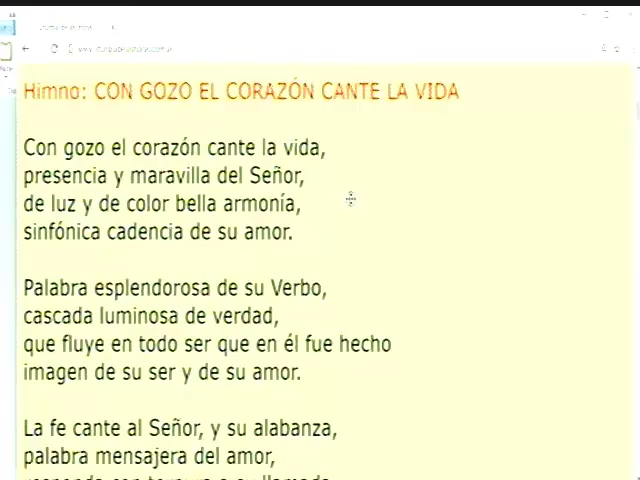 Himno: CON GOZO EL CORAZÓN CANTE LA VIDA
Con gozo el corazón cante la vida,
presencia y maravilla del Señor,
de luz y de color bella armonía,
sinfónica cadencia de su amor.
Palabra esplendorosa de su Verbo,
cascada luminosa de verdad,
que fluye en todo ser que en él fue hecho
imagen de su ser y de su amor.
La fe cante al Señor, y su alabanza,
palabra mensajera del amor,